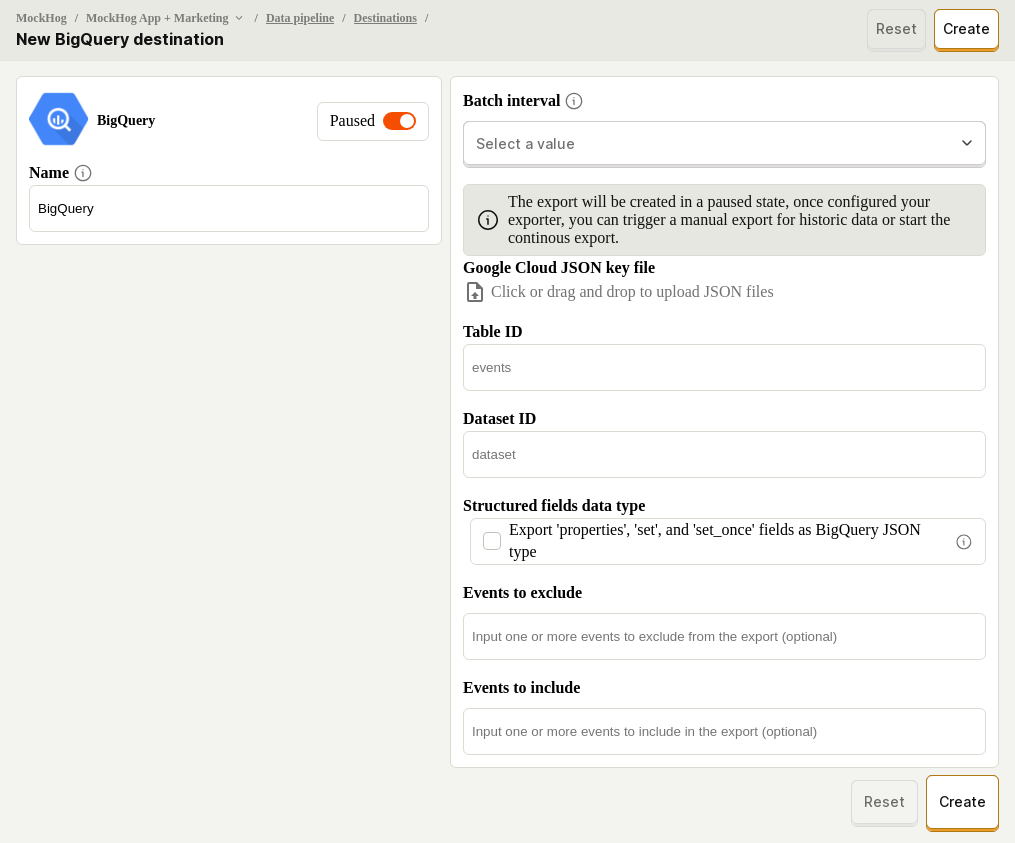 MockHog / MockHog App + Marketing / Data pipeline / Destinations /
New BigQuery destination
Reset
Create
BigQuery
Paused
Name
BigQuery
Batch interval
Select a value
The export will be created in a paused state, once configured your
exporter, you can trigger a manual export for historic data or start the
continous export.
Google Cloud JSON key file
Click or drag and drop to upload JSON files
Table ID
events
Dataset ID
dataset
Structured fields data type
Export 'properties', 'set', and 'set_once' fields as BigQuery JSON
type
Events to exclude
Input one or more events to exclude from the export (optional)
Events to include
Input one or more events to include in the export (optional)
Reset
Create